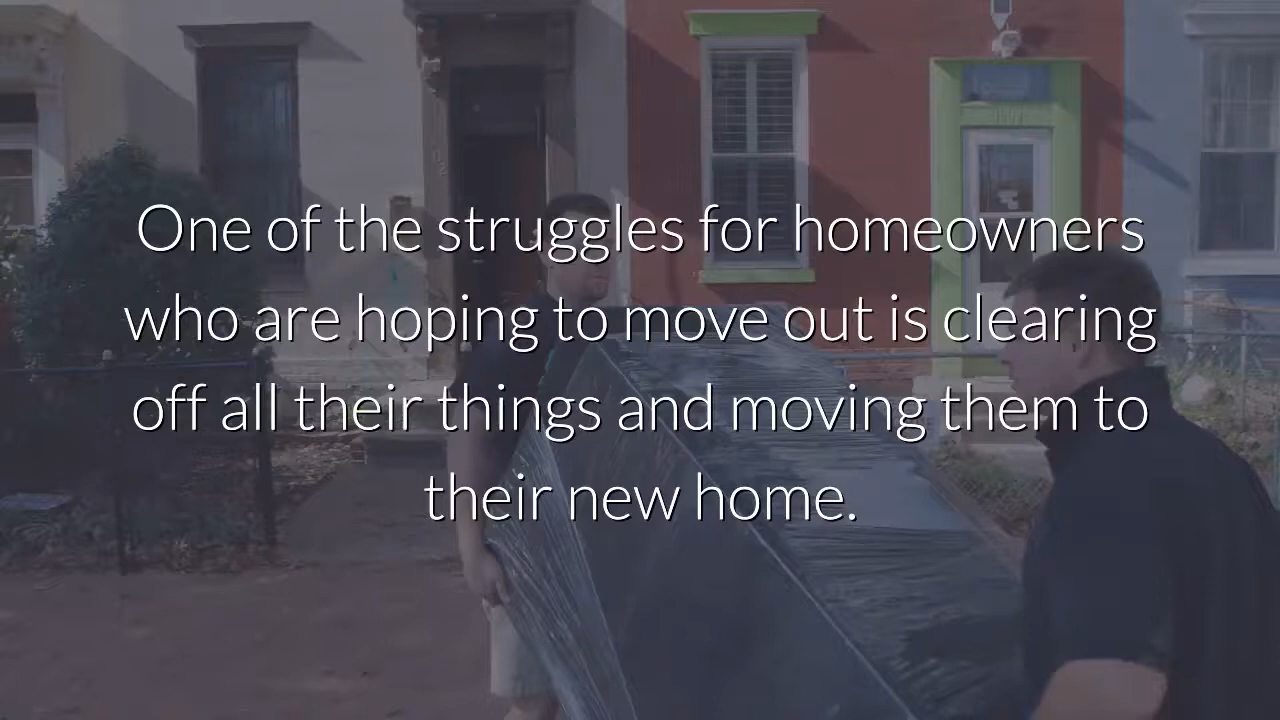 One of the struggles for homeowners
who are hoping to move out is clearing
off all their things and moving them to
their new home.